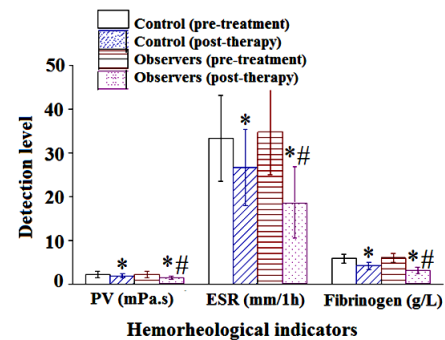 Control (pre-treatment)
Control (post-therapy)
Observers (pre-treatment)
Observers (post-therapy)
Detection level
50
40
30
20
10
0
* *# * *# * *#
PV (mPa.s) ESR (mm/1h) Fibrinogen (g/L)
Hemorheological indicators